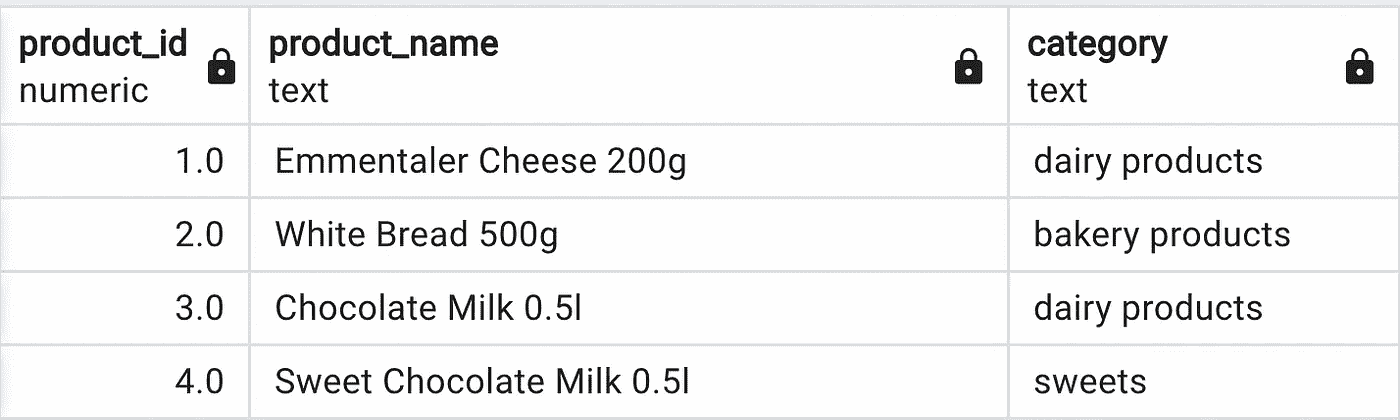 product_id product_name category
numeric text text
1.0 Emmentaler Cheese 200g dairy products
2.0 White Bread 500g bakery products
3.0 Chocolate Milk 0.5l dairy products
4.0 Sweet Chocolate Milk 0.5l sweets